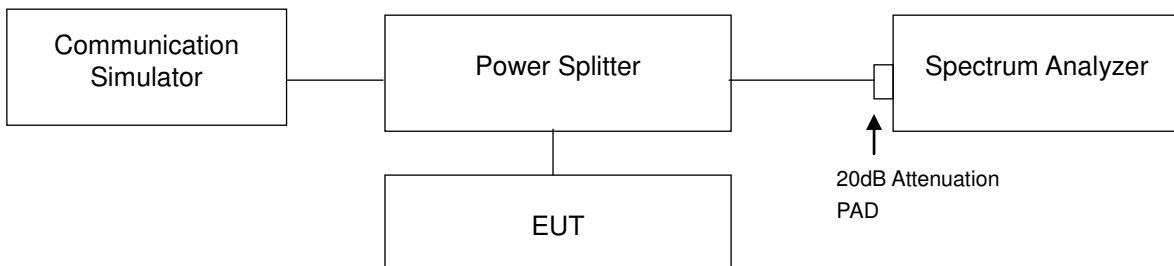 Communication
Simulator
Power Splitter
Spectrum Analyzer
20dB Attenuation
PAD
EUT